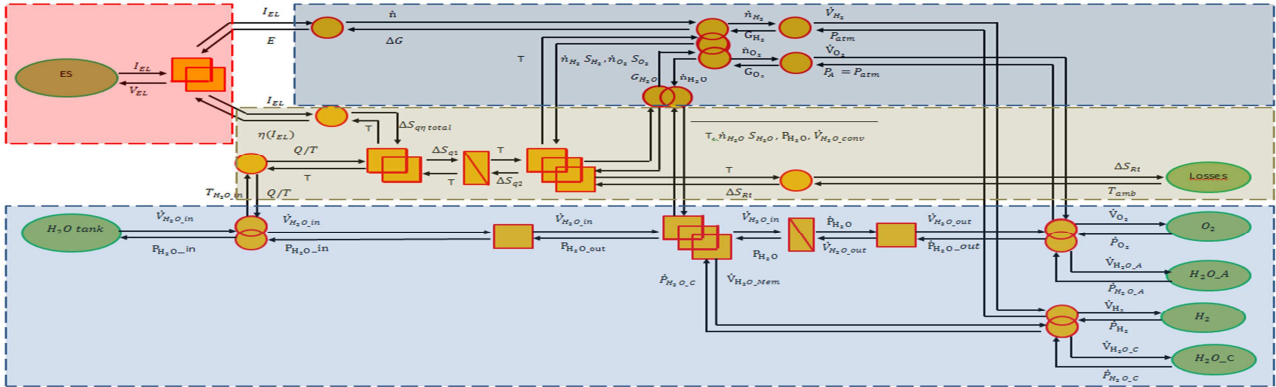 I_EL
ṅ
ṅ_H₂
V̇_H₂
E
ΔG
G_H₂
P_atm
ES
I_EL
V_EL
T
ṅ_H₂ S_H₂, ṅ_O₂ S_O₂
ṅ_O₂
V̇_O₂
G_H₂O
ṅ_H₂O
G_O₂
P_A = P_atm
I_EL
η(I_EL)
T
ΔS_qη total
T, ṅ_H₂O S_H₂O, P_H₂O, V̇_H₂O_conv
Q/T
T
ΔS_q1
T
T
ΔS_q2
T
ΔS_Rt
ΔS_Rt
T_amb
Losses
T_H₂O_in
Q/T
H₂O tank
V̇_H₂O_in
P_H₂O_in
V̇_H₂O_in
P_H₂O_in
V̇_H₂O_in
P_H₂O_out
V̇_H₂O_in
P_H₂O
Ṗ_H₂O
V̇_H₂O_out
V̇_H₂O_out
Ṗ_H₂O_out
V̇_O₂
Ṗ_O₂
O₂
Ṗ_H₂O_C
V̇_H₂O_Mem
V̇_H₂O_A
Ṗ_H₂O_A
H₂O_A
V̇_H₂
Ṗ_H₂
H₂
V̇_H₂O_C
Ṗ_H₂O_C
H₂O_C